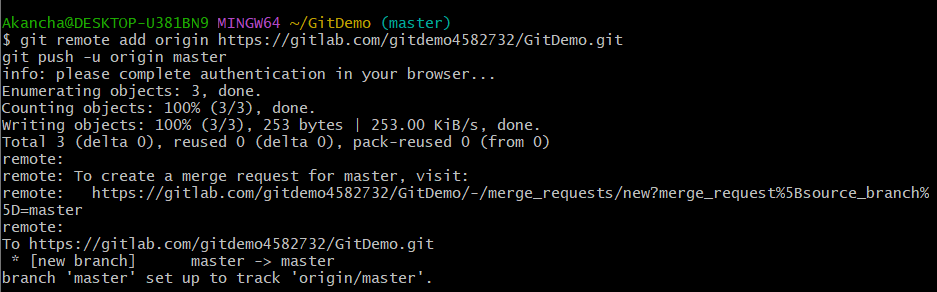 Akancha@DESKTOP-U381BN9 MINGW64 ~/GitDemo (master)
$ git remote add origin https://gitlab.com/gitdemo4582732/GitDemo.git
git push -u origin master
info: please complete authentication in your browser...
Enumerating objects: 3, done.
Counting objects: 100% (3/3), done.
Writing objects: 100% (3/3), 253 bytes | 253.00 KiB/s, done.
Total 3 (delta 0), reused 0 (delta 0), pack-reused 0 (from 0)
remote:
remote: To create a merge request for master, visit:
remote:   https://gitlab.com/gitdemo4582732/GitDemo/-/merge_requests/new?merge_request%5Bsource_branch%
5D=master
remote:
To https://gitlab.com/gitdemo4582732/GitDemo.git
 * [new branch]      master -> master
branch 'master' set up to track 'origin/master'.